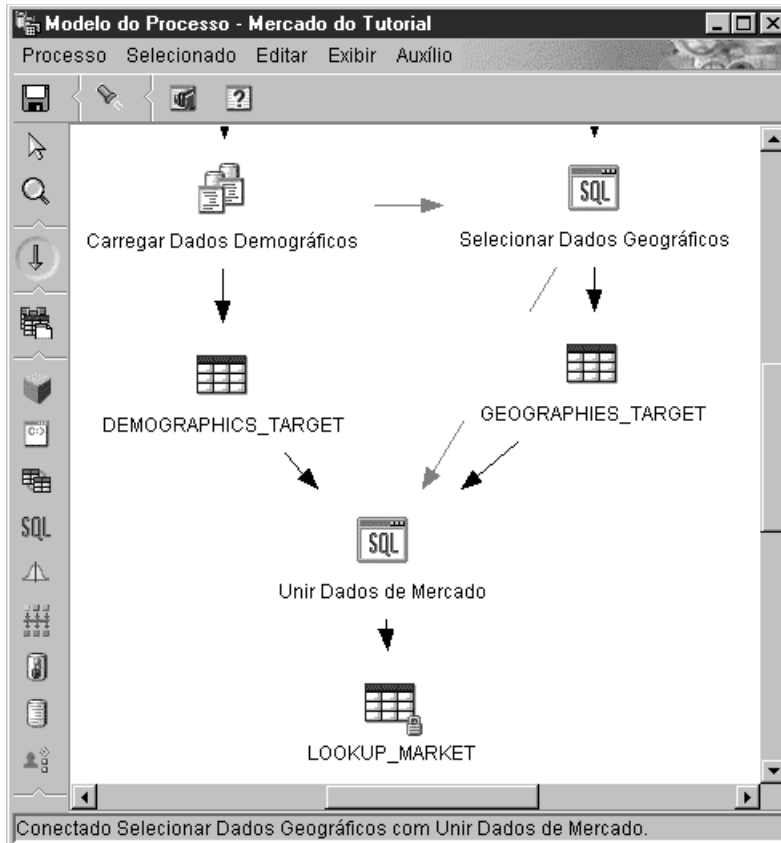 Modelo do Processo - Mercado do Tutorial
Processo Selecionado Editar Exibir Auxílio
SQL
Carregar Dados Demográficos
Selecionar Dados Geográficos
DEMOGRAPHICS_TARGET
GEOGRAPHIES_TARGET
C:>
SQL
SQL
Unir Dados de Mercado
LOOKUP_MARKET
Conectado Selecionar Dados Geográficos com Unir Dados de Mercado.